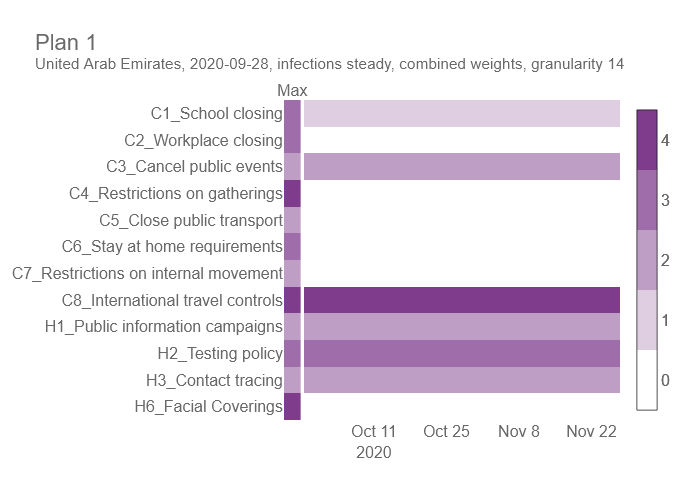 Plan 1
United Arab Emirates, 2020-09-28, infections steady, combined weights, granularity 14
Max
C1_School closing
C2_Workplace closing
C3_Cancel public events
C4_Restrictions on gatherings
C5_Close public transport
C6_Stay at home requirements
C7_Restrictions on internal movement
C8_International travel controls
H1_Public information campaigns
H2_Testing policy
H3_Contact tracing
H6_Facial Coverings
Oct 11 Oct 25 Nov 8 Nov 22
2020
4
3
2
1
0